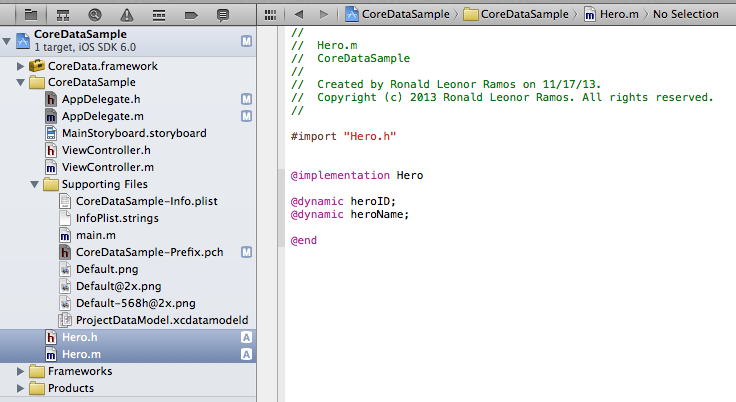 CoreDataSample
1 target, iOS SDK 6.0
M
CoreData.framework
CoreDataSample
AppDelegate.h
M
AppDelegate.m
M
MainStoryboard.storyboard
ViewController.h
ViewController.m
Supporting Files
CoreDataSample-Info.plist
InfoPlist.strings
main.m
CoreDataSample-Prefix.pch
M
Default.png
Default@2x.png
Default-568h@2x.png
ProjectDataModel.xcdatamodeld
Hero.h
A
Hero.m
A
Frameworks
Products
CoreDataSample
CoreDataSample
Hero.m
No Selection
//
//  Hero.m
//  CoreDataSample
//
//  Created by Ronald Leonor Ramos on 11/17/13.
//  Copyright (c) 2013 Ronald Leonor Ramos. All rights reserved.
//
#import "Hero.h"
@implementation Hero
@dynamic heroID;
@dynamic heroName;
@end